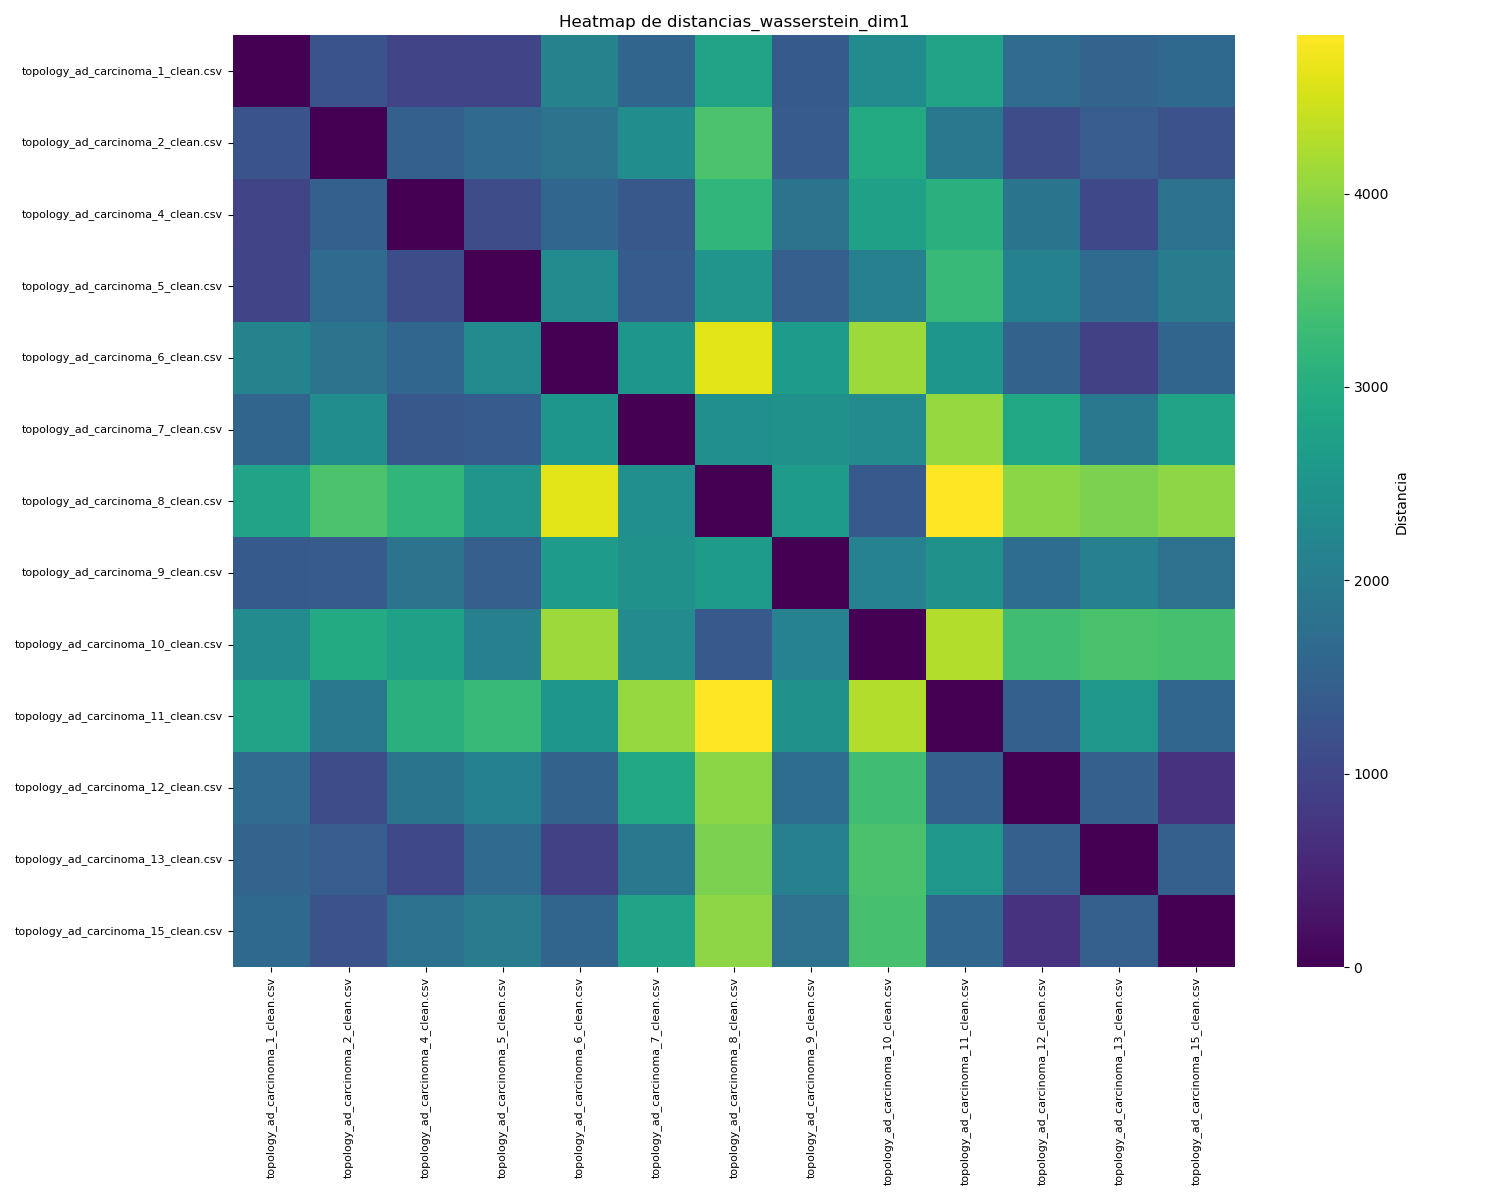 Heatmap de distancias_wasserstein_dim1
topology_ad_carcinoma_1_clean.csv
topology_ad_carcinoma_2_clean.csv
topology_ad_carcinoma_4_clean.csv
topology_ad_carcinoma_5_clean.csv
topology_ad_carcinoma_6_clean.csv
topology_ad_carcinoma_7_clean.csv
topology_ad_carcinoma_8_clean.csv
topology_ad_carcinoma_9_clean.csv
topology_ad_carcinoma_10_clean.csv
topology_ad_carcinoma_11_clean.csv
topology_ad_carcinoma_12_clean.csv
topology_ad_carcinoma_13_clean.csv
topology_ad_carcinoma_15_clean.csv
topology_ad_carcinoma_1_clean.csv
topology_ad_carcinoma_2_clean.csv
topology_ad_carcinoma_4_clean.csv
topology_ad_carcinoma_5_clean.csv
topology_ad_carcinoma_6_clean.csv
topology_ad_carcinoma_7_clean.csv
topology_ad_carcinoma_8_clean.csv
topology_ad_carcinoma_9_clean.csv
topology_ad_carcinoma_10_clean.csv
topology_ad_carcinoma_11_clean.csv
topology_ad_carcinoma_12_clean.csv
topology_ad_carcinoma_13_clean.csv
topology_ad_carcinoma_15_clean.csv
4000
3000
2000
1000
0
Distancia